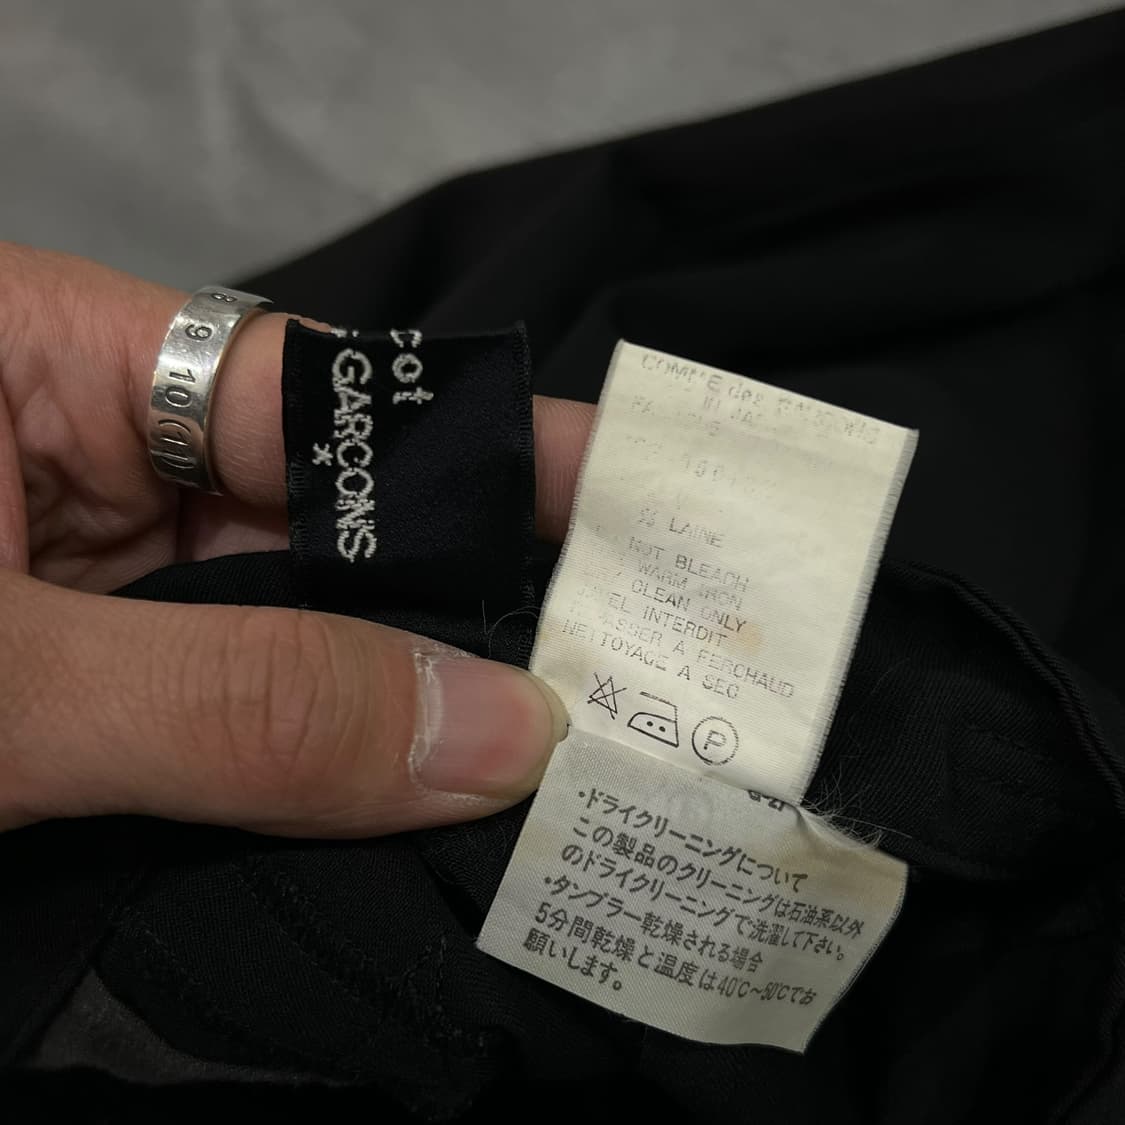 8
9
10
(11)
cot
GARCONS
COMME des GARCONS
% LAINE
NOT BLEACH
WARM IRON
CLEAN ONLY
INTERDIT
A FERCHAUD
NETTOYAGE A SEC
P
・ドライクリーニングについて
この製品のクリーニングは石油系以外
のドライクリーニングで洗濯して下さい。
・タンブラー乾燥される場合
5分間乾燥と温度は40℃~50℃でお
願いします。